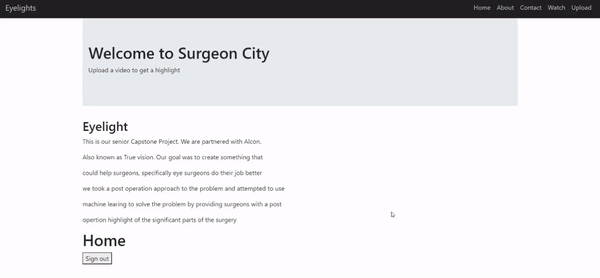 Eyelights
Home About Contact Watch Upload
Welcome to Surgeon City
Upload a video to get a highlight
Eyelight
This is our senior Capstone Project. We are partnered with Alcon.
Also known as True vision. Our goal was to create something that
could help surgeons, specifically eye surgeons do their job better
we took a post operation approach to the problem and attempted to use
machine learing to solve the problem by providing surgeons with a post
opertion highlight of the significant parts of the surgery
Home
Sign out